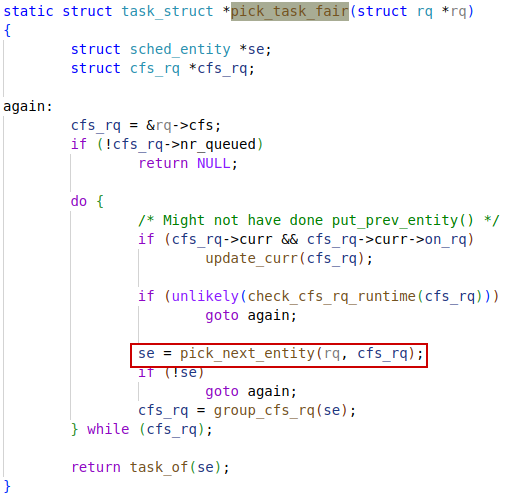 static struct task_struct *pick_task_fair(struct rq *rq)
{
        struct sched_entity *se;
        struct cfs_rq *cfs_rq;

again:
        cfs_rq = &rq->cfs;
        if (!cfs_rq->nr_queued)
                return NULL;

        do {
                /* Might not have done put_prev_entity() */
                if (cfs_rq->curr && cfs_rq->curr->on_rq)
                        update_curr(cfs_rq);

                if (unlikely(check_cfs_rq_runtime(cfs_rq)))
                        goto again;

                se = pick_next_entity(rq, cfs_rq);
                if (!se)
                        goto again;
                cfs_rq = group_cfs_rq(se);
        } while (cfs_rq);

        return task_of(se);
}